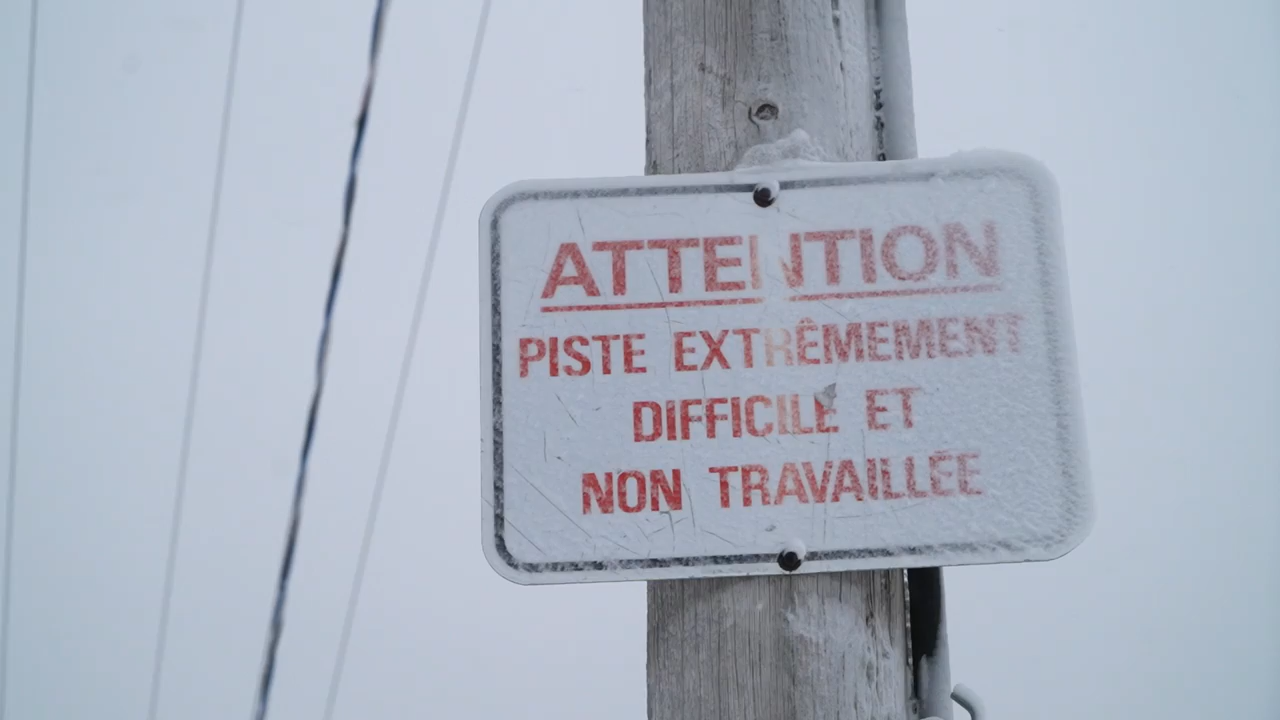 ATTENTION
PISTE EXTRÊMEMENT
DIFFICILE ET
NON TRAVAILLÉE